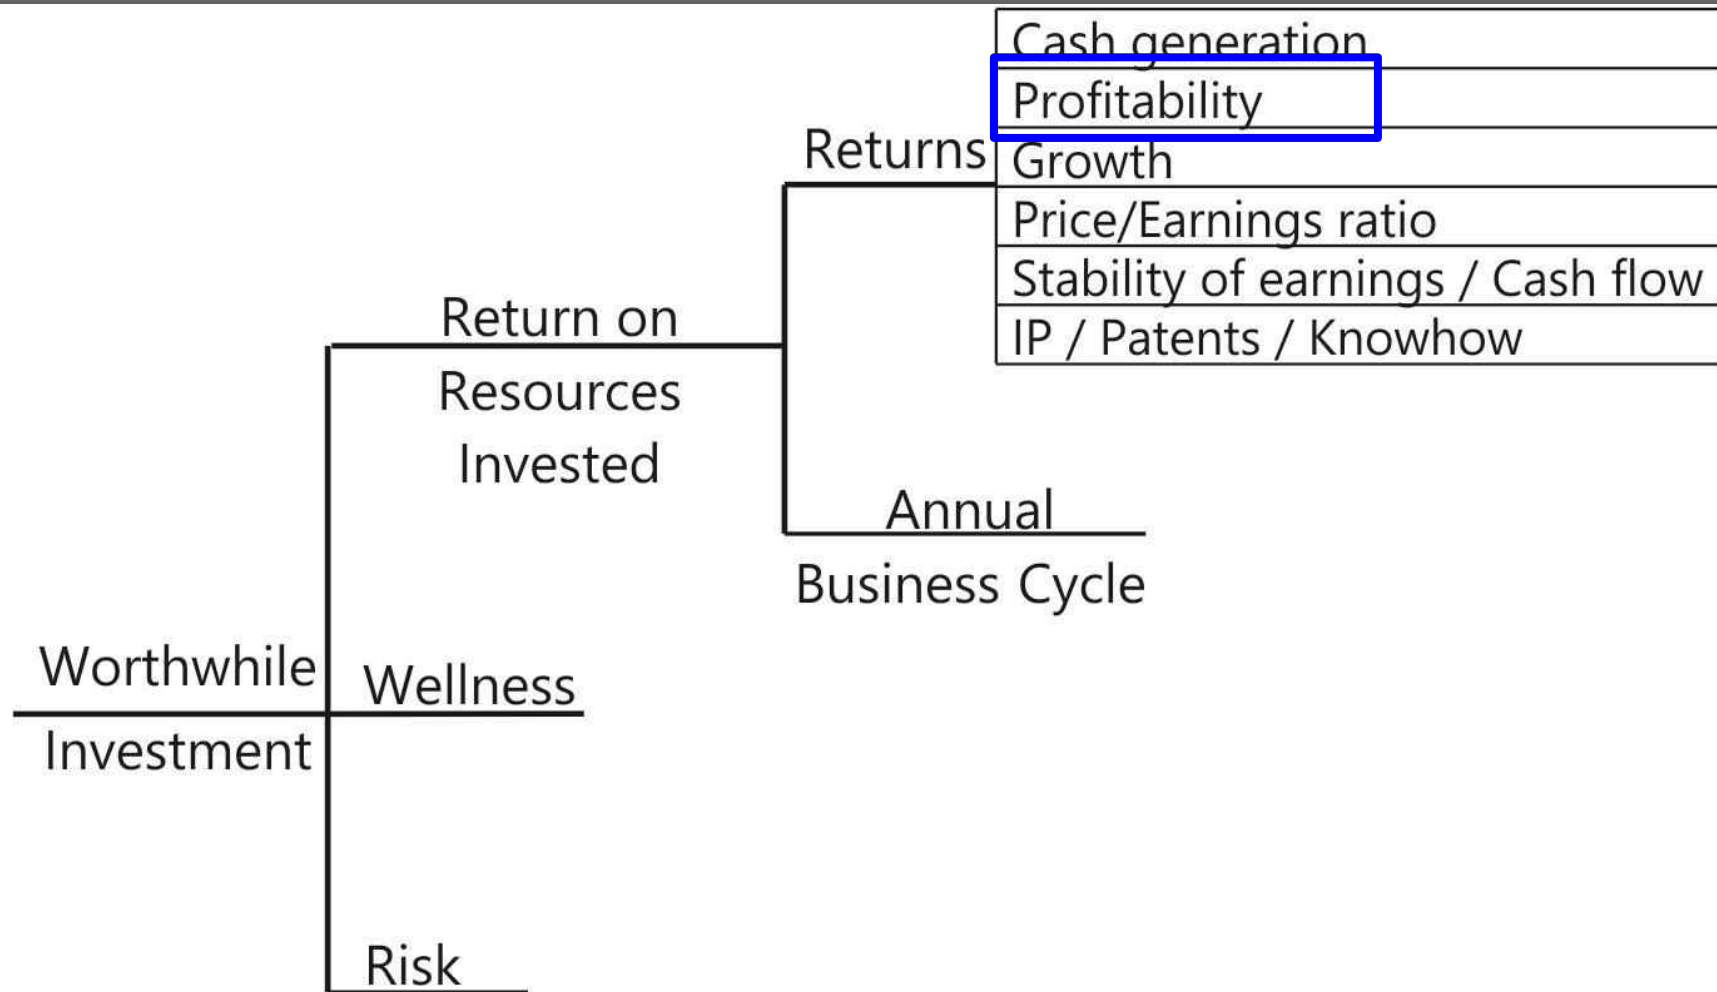 Cash generation
Profitability
Returns
Growth
Price/Earnings ratio
Stability of earnings / Cash flow
IP / Patents / Knowhow
Return on
Resources
Invested
Annual
Business Cycle
Worthwhile
Investment
Wellness
Risk